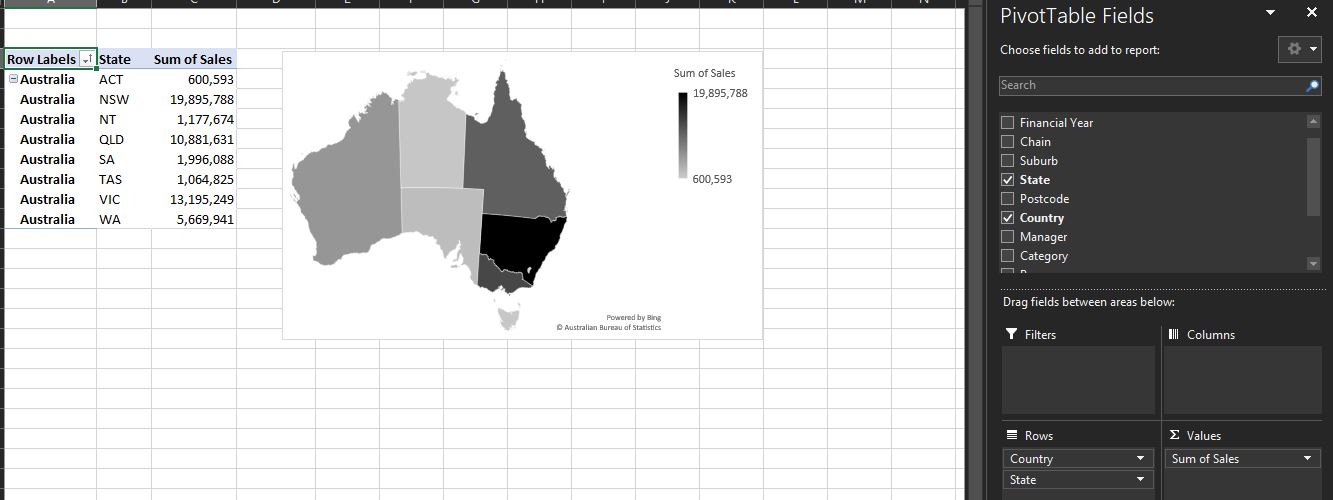 A B C D E F G H I J K L M N
Row Labels State Sum of Sales
Australia ACT 600,593
Australia NSW 19,895,788
Australia NT 1,177,674
Australia QLD 10,881,631
Australia SA 1,996,088
Australia TAS 1,064,825
Australia VIC 13,195,249
Australia WA 5,669,941
Sum of Sales
19,895,788
600,593
Powered by Bing
© Australian Bureau of Statistics
PivotTable Fields
Choose fields to add to report:
Search
Financial Year
Chain
Suburb
State
Postcode
Country
Manager
Category
Drag fields between areas below:
Filters
Columns
Rows
Country
State
Σ Values
Sum of Sales